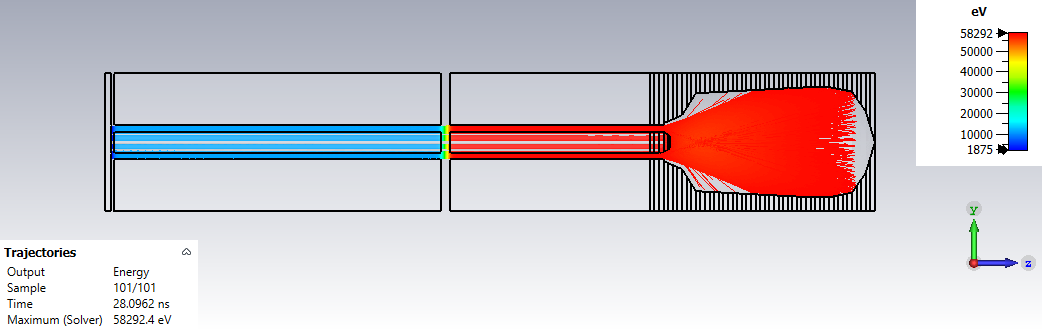 eV
58292
50000
40000
30000
20000
10000
1875
Y
z
Trajectories
Output Energy
Sample 101/101
Time 28.0962 ns
Maximum (Solver) 58292.4 eV